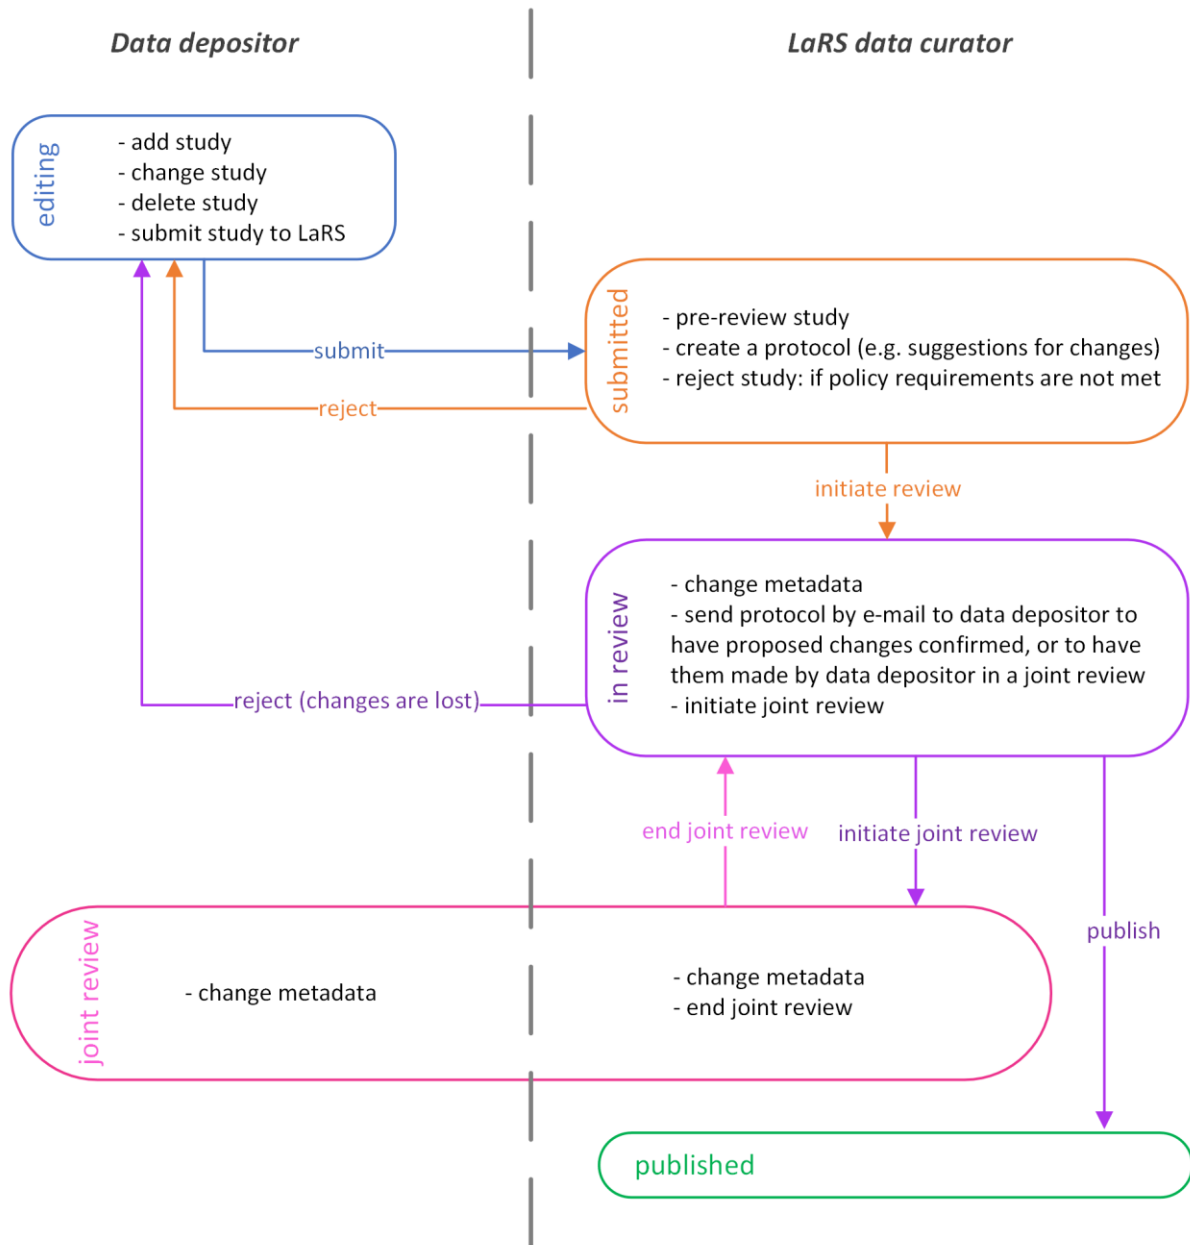 Data depositor
LaRS data curator
editing
- add study
- change study
- delete study
- submit study to LaRS
submitted
- pre-review study
- create a protocol (e.g. suggestions for changes)
- reject study: if policy requirements are not met
submit
reject
initiate review
in review
- change metadata
- send protocol by e-mail to data depositor to
have proposed changes confirmed, or to have
them made by data depositor in a joint review
- initiate joint review
reject (changes are lost)
end joint review
initiate joint review
publish
joint review
- change metadata
- change metadata
- end joint review
published